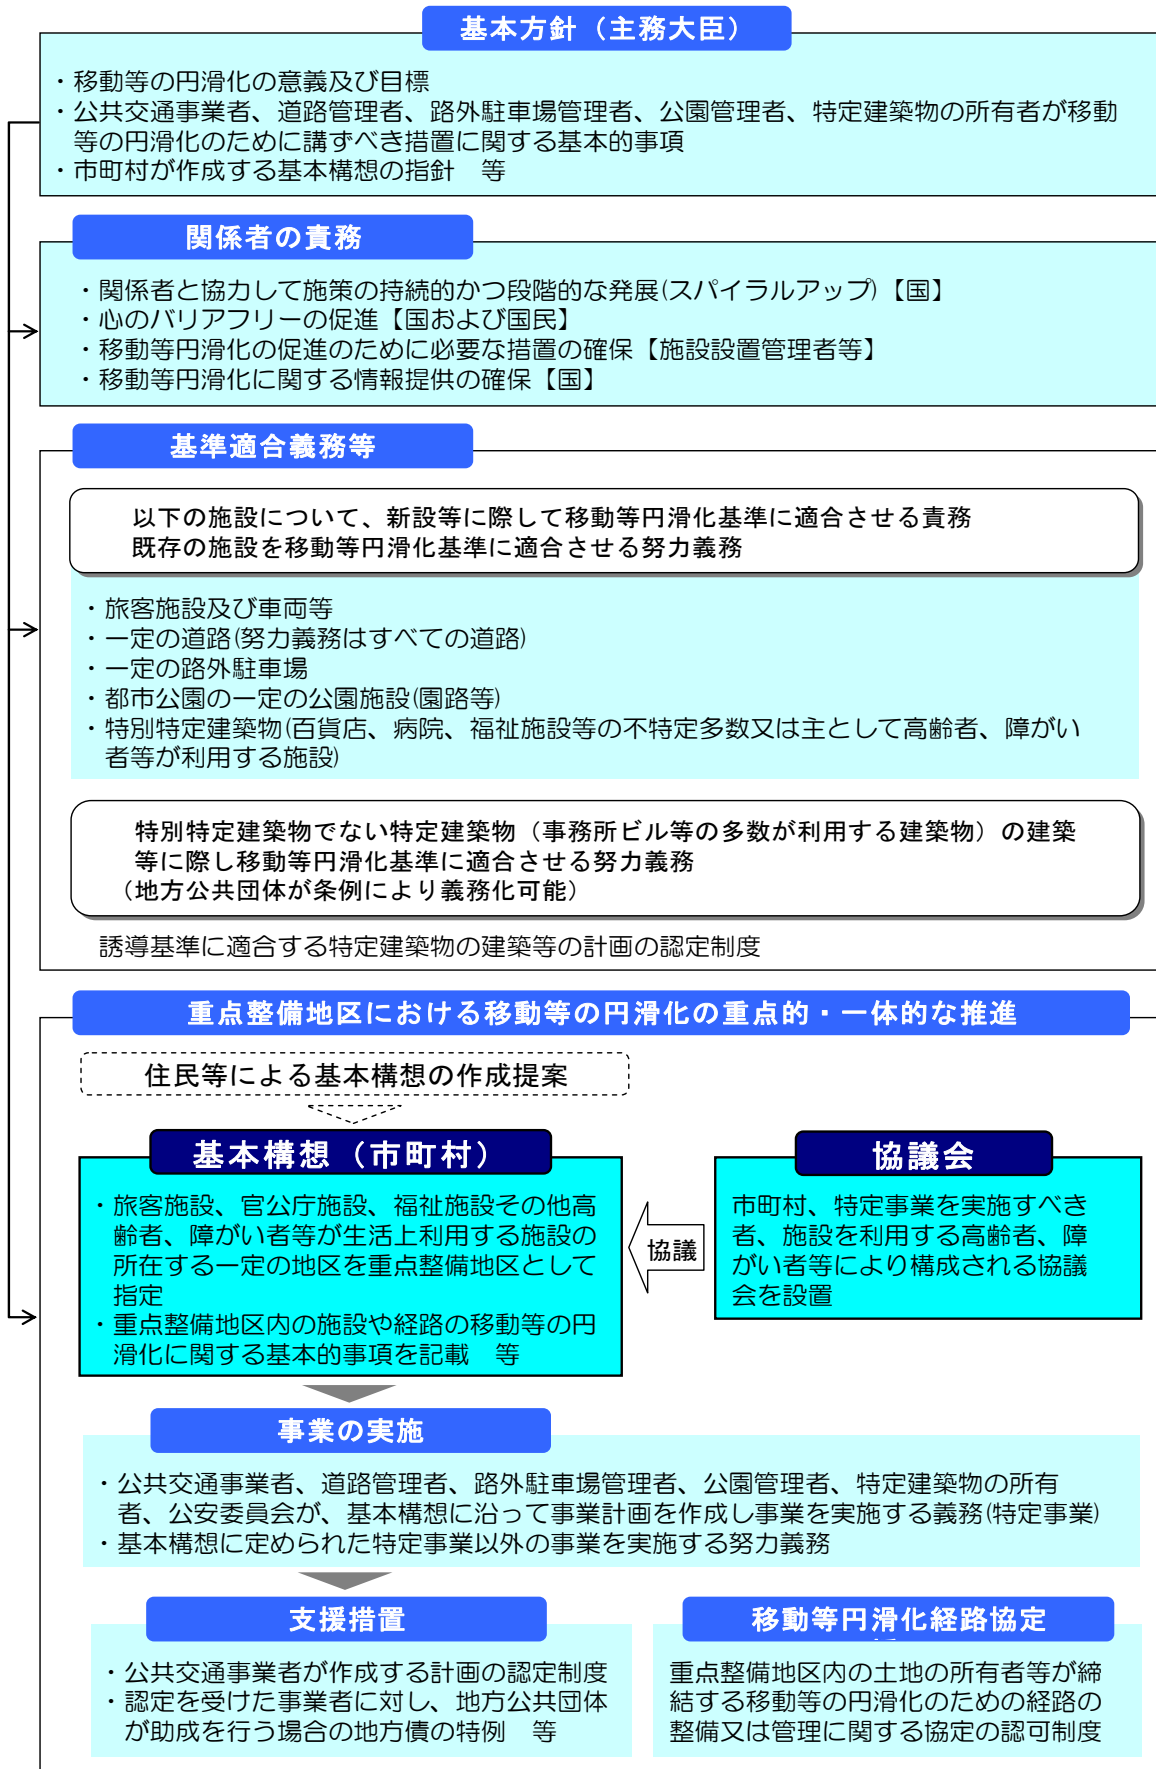 基本方針（主務大臣）
・移動等の円滑化の意義及び目標
・公共交通事業者、道路管理者、路外駐車場管理者、公園管理者、特定建築物の所有者が移動
等の円滑化のために講ずべき措置に関する基本的事項
・市町村が作成する基本構想の指針　等
関係者の責務
・関係者と協力して施策の持続的かつ段階的な発展(スパイラルアップ)【国】
・心のバリアフリーの促進【国および国民】
・移動等円滑化の促進のために必要な措置の確保【施設設置管理者等】
・移動等円滑化に関する情報提供の確保【国】
基準適合義務等
以下の施設について、新設等に際して移動等円滑化基準に適合させる責務
既存の施設を移動等円滑化基準に適合させる努力義務
・旅客施設及び車両等
・一定の道路(努力義務はすべての道路)
・一定の路外駐車場
・都市公園の一定の公園施設(園路等)
・特別特定建築物(百貨店、病院、福祉施設等の不特定多数又は主として高齢者、障がい
者等が利用する施設)
特別特定建築物でない特定建築物（事務所ビル等の多数が利用する建築物）の建築
等に際し移動等円滑化基準に適合させる努力義務
（地方公共団体が条例により義務化可能）
誘導基準に適合する特定建築物の建築等の計画の認定制度
重点整備地区における移動等の円滑化の重点的・一体的な推進
住民等による基本構想の作成提案
基本構想（市町村）
・旅客施設、官公庁施設、福祉施設その他高
齢者、障がい者等が生活上利用する施設の
所在する一定の地区を重点整備地区として
指定
・重点整備地区内の施設や経路の移動等の円
滑化に関する基本的事項を記載　等
協議
協議会
市町村、特定事業を実施すべき
者、施設を利用する高齢者、障
がい者等により構成される協議
会を設置
事業の実施
・公共交通事業者、道路管理者、路外駐車場管理者、公園管理者、特定建築物の所有
者、公安委員会が、基本構想に沿って事業計画を作成し事業を実施する義務(特定事業)
・基本構想に定められた特定事業以外の事業を実施する努力義務
支援措置
・公共交通事業者が作成する計画の認定制度
・認定を受けた事業者に対し、地方公共団体
が助成を行う場合の地方債の特例　等
移動等円滑化経路協定
重点整備地区内の土地の所有者等が締
結する移動等の円滑化のための経路の
整備又は管理に関する協定の認可制度